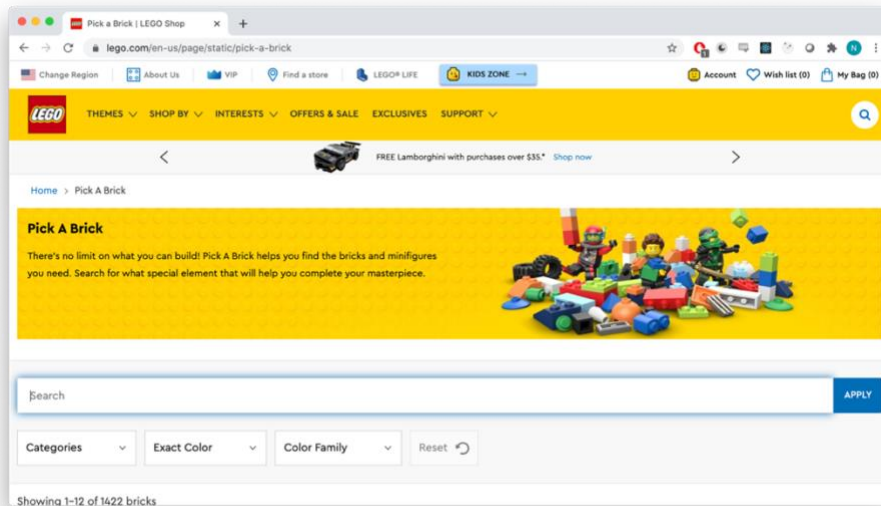 Pick a Brick | LEGO Shop
lego.com/en-us/page/static/pick-a-brick
1
N
Change Region About Us VIP Find a store LEGO® LIFE KIDS ZONE → Account Wish list (0) My Bag (0)
LEGO THEMES SHOP BY INTERESTS OFFERS & SALE EXCLUSIVES SUPPORT
FREE Lamborghini with purchases over $35.* Shop now
Home > Pick A Brick
Pick A Brick
There's no limit on what you can build! Pick A Brick helps you find the bricks and minifigures
you need. Search for what special element that will help you complete your masterpiece.
Search APPLY
Categories Exact Color Color Family Reset
Showing 1-12 of 1422 bricks